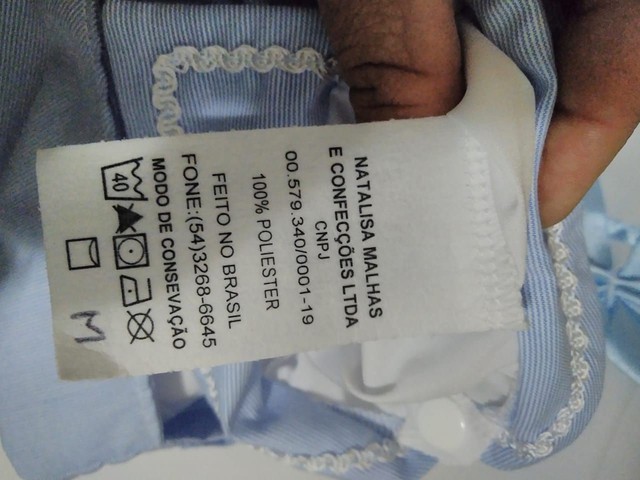 NATALISA MALHAS
E CONFECÇÕES LTDA
CNPJ
00.579.340/0001-19
100% POLIESTER
FEITO NO BRASIL
FONE:(54)3268-6645
MODO DE CONSEVAÇÃO
40
M